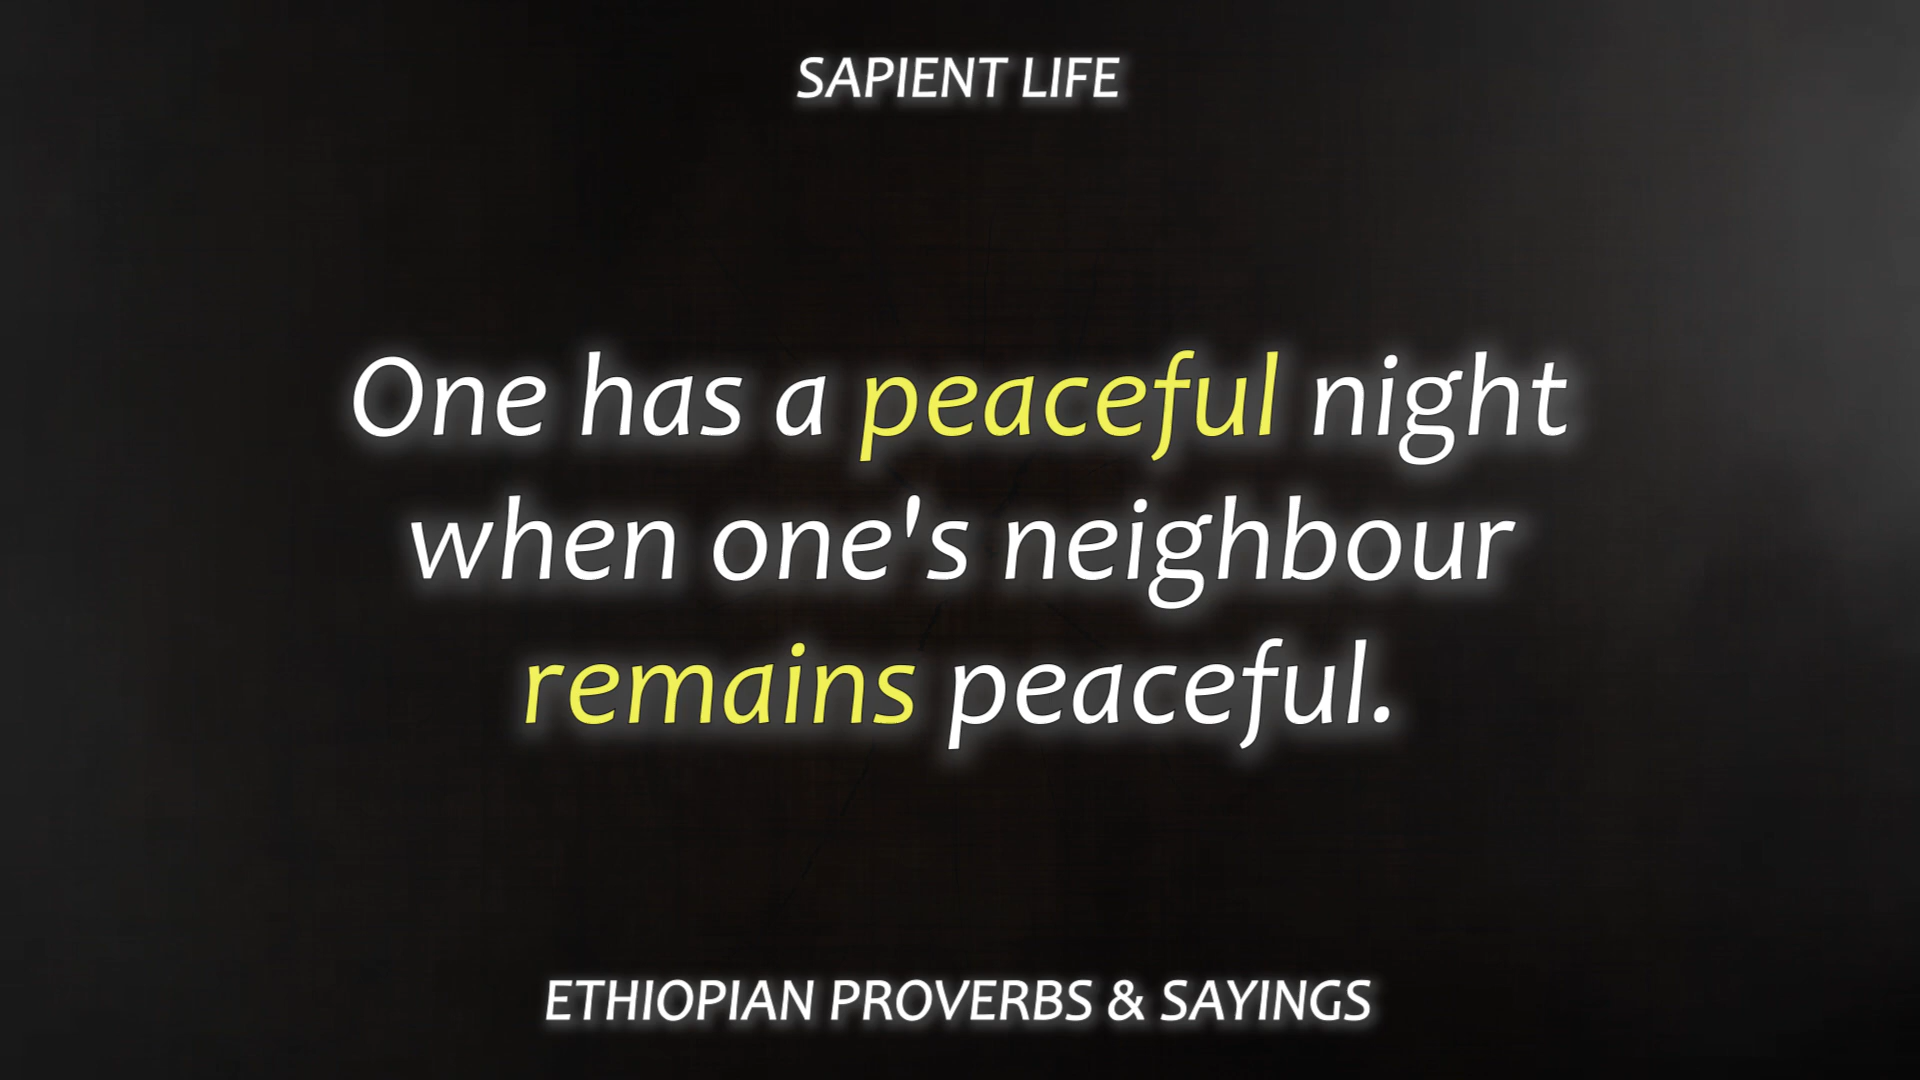 SAPIENT LIFE
One has a peaceful night
when one's neighbour
remains peaceful.
ETHIOPIAN PROVERBS & SAYINGS